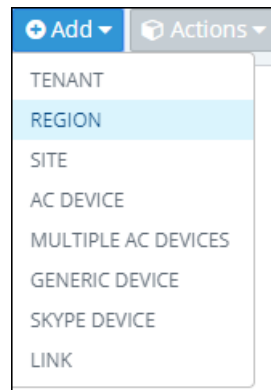 Add Actions
TENANT
REGION
SITE
AC DEVICE
MULTIPLE AC DEVICES
GENERIC DEVICE
SKYPE DEVICE
LINK